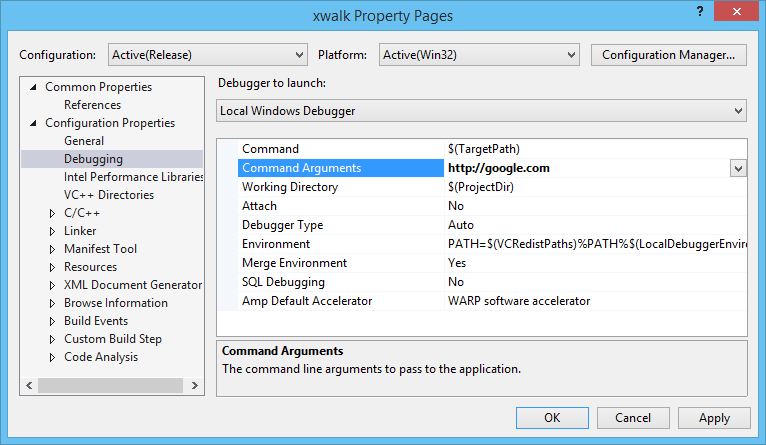 xwalk Property Pages
?
Configuration: Active(Release) Platform: Active(Win32) Configuration Manager...
Common Properties
References
Configuration Properties
General
Debugging
Intel Performance Libraries
VC++ Directories
C/C++
Linker
Manifest Tool
Resources
XML Document Generator
Browse Information
Build Events
Custom Build Step
Code Analysis
Debugger to launch:
Local Windows Debugger
Command $(TargetPath)
Command Arguments http://google.com
Working Directory $(ProjectDir)
Attach No
Debugger Type Auto
Environment PATH=$(VCRedistPaths)%PATH%$(LocalDebuggerEnvir
Merge Environment Yes
SQL Debugging No
Amp Default Accelerator WARP software accelerator
Command Arguments
The command line arguments to pass to the application.
OK Cancel Apply